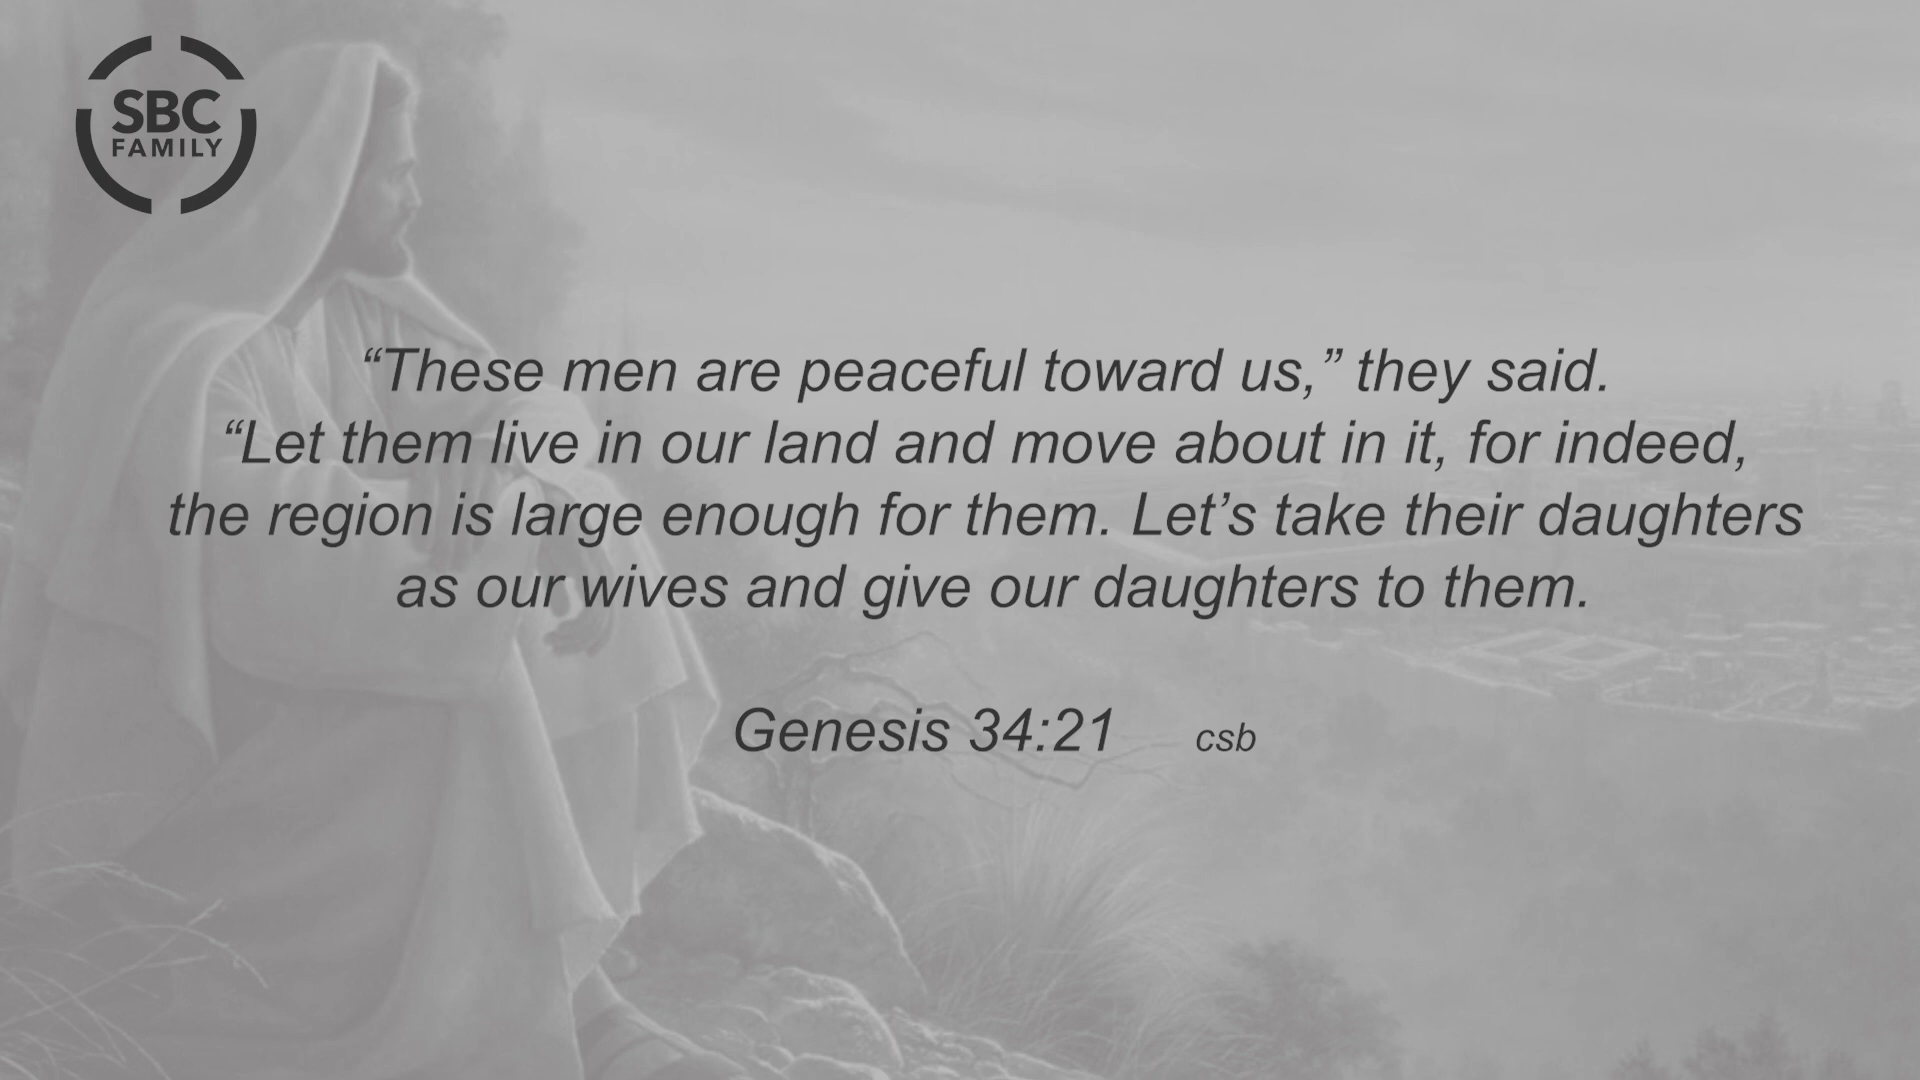 SBC
FAMILY
“These men are peaceful toward us,” they said.
“Let them live in our land and move about in it, for indeed,
the region is large enough for them. Let’s take their daughters
as our wives and give our daughters to them.
Genesis 34:21 csb